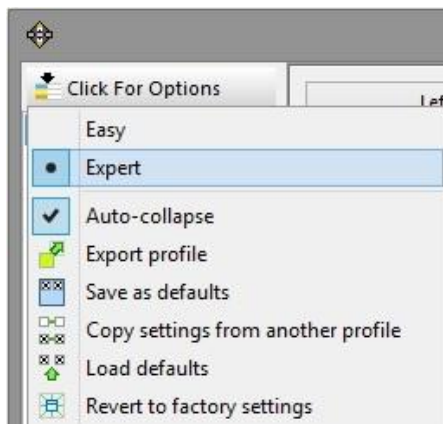 Click For Options
Lef
Easy
Expert
Auto-collapse
Export profile
Save as defaults
Copy settings from another profile
Load defaults
Revert to factory settings